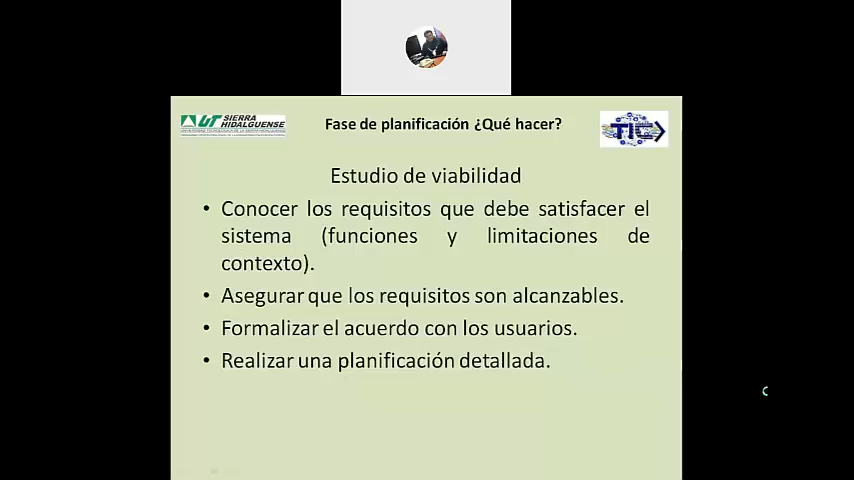 UT SIERRA HIDALGUENSE
Fase de planificación ¿Qué hacer?
TIC
Estudio de viabilidad
• Conocer los requisitos que debe satisfacer el
sistema (funciones y limitaciones de
contexto).
• Asegurar que los requisitos son alcanzables.
• Formalizar el acuerdo con los usuarios.
• Realizar una planificación detallada.